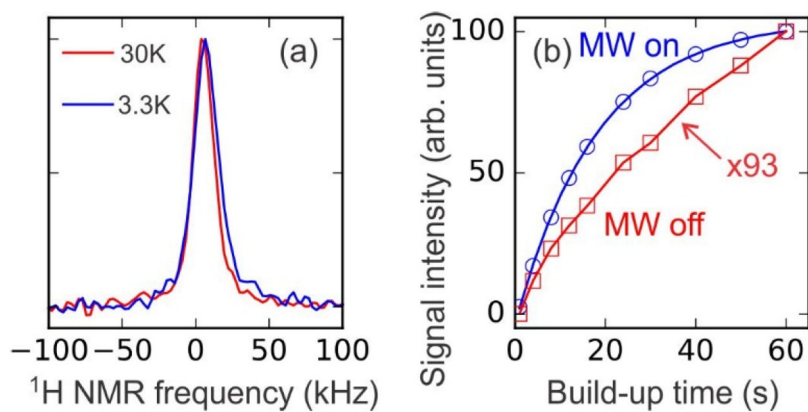 30K
3.3K
(a)
−100
−50
0
50
100
¹H NMR frequency (kHz)
Signal intensity (arb. units)
100
50
0
(b)
MW on
x93
MW off
0
20
40
60
Build-up time (s)